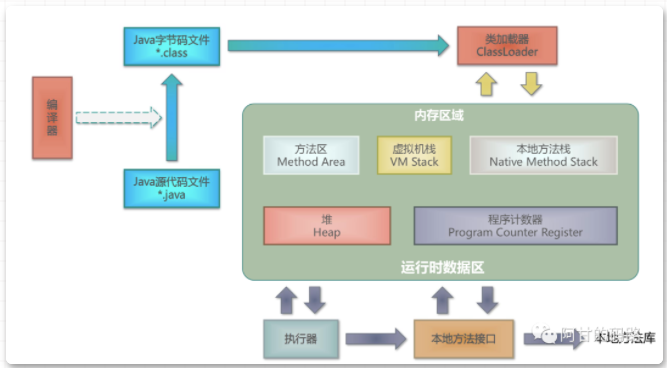 Java字节码文件
*.class
类加载器
ClassLoader
编译器
内存区域
方法区
Method Area
虚拟机栈
VM Stack
本地方法栈
Native Method Stack
Java源代码文件
*.java
堆
Heap
程序计数器
Program Counter Register
运行时数据区
执行器
本地方法接口
本地方法库